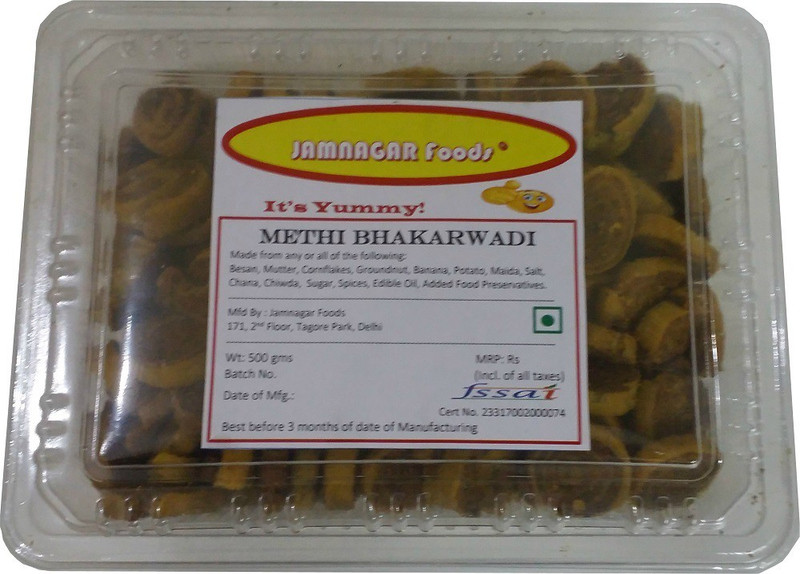 JAMNAGAR Foods
It's Yummy!
METHI BHAKARWADI
Made from any or all of the following:
Besan, Mutter, Cornflakes, Groundnut, Banana, Potato, Maida, Salt,
Chana, Chiwda, Sugar, Spices, Edible Oil, Added Food Preservatives.
Mfd By : Jamnagar Foods
171, 2nd Floor, Tagore Park, Delhi
Wt: 500 gms
MRP: Rs
Batch No.
(Incl. of all taxes)
Date of Mfg.:
fssai
Cert No. 23317002000074
Best before 3 months of date of Manufacturing